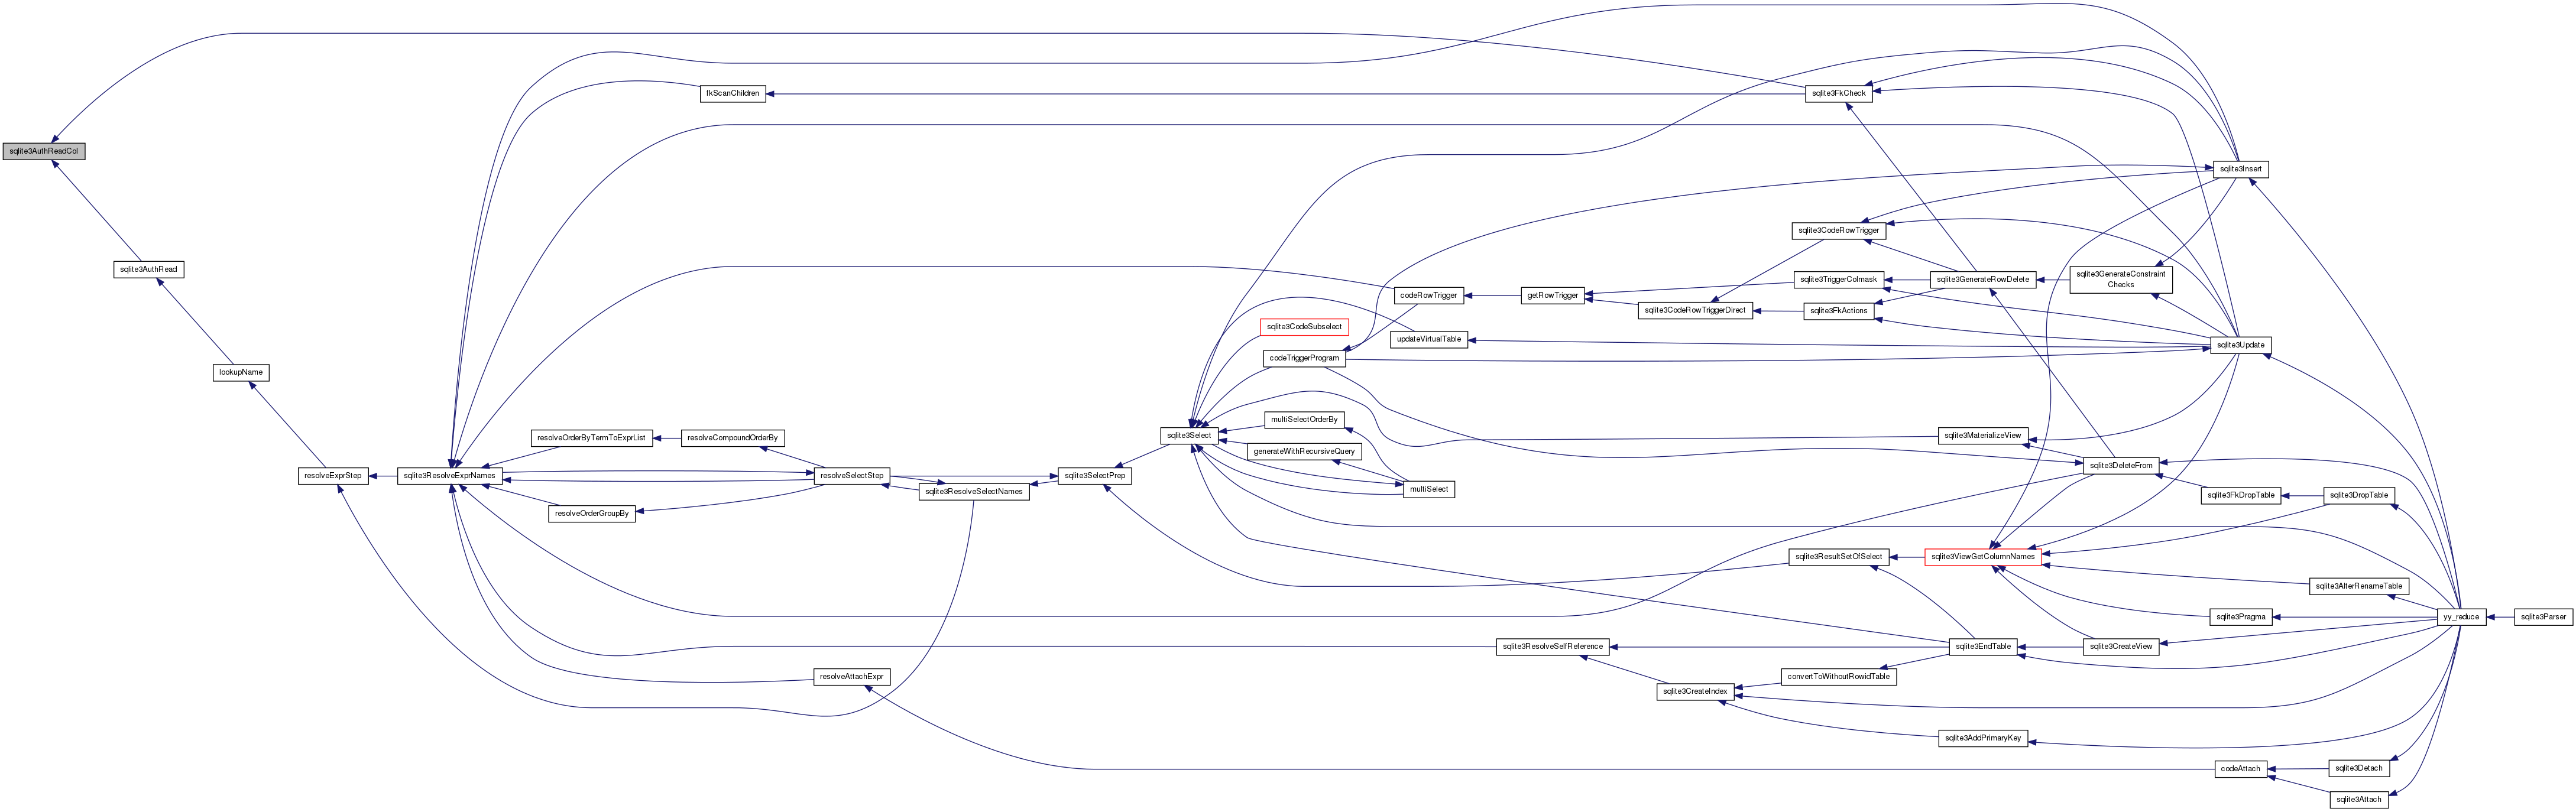 sqlite3AuthReadCol
sqlite3AuthRead
lookupName
resolveExprStep
sqlite3ResolveExprNames
fkScanChildren
resolveOrderByTermToExprList
resolveCompoundOrderBy
resolveOrderGroupBy
resolveSelectStep
sqlite3ResolveSelectNames
resolveAttachExpr
sqlite3SelectPrep
sqlite3Select
sqlite3CodeSubselect
codeTriggerProgram
multiSelectOrderBy
generateWithRecursiveQuery
codeRowTrigger
updateVirtualTable
multiSelect
getRowTrigger
sqlite3ResolveSelfReference
sqlite3CodeRowTriggerDirect
sqlite3CreateIndex
sqlite3FkCheck
sqlite3CodeRowTrigger
sqlite3TriggerColmask
sqlite3FkActions
sqlite3ResultSetOfSelect
convertToWithoutRowidTable
sqlite3GenerateRowDelete
sqlite3MaterializeView
sqlite3ViewGetColumnNames
sqlite3EndTable
sqlite3AddPrimaryKey
sqlite3GenerateConstraint
Checks
sqlite3DeleteFrom
sqlite3CreateView
sqlite3Insert
sqlite3Update
sqlite3FkDropTable
sqlite3Pragma
codeAttach
sqlite3DropTable
sqlite3AlterRenameTable
sqlite3Detach
sqlite3Attach
yy_reduce
sqlite3Parser